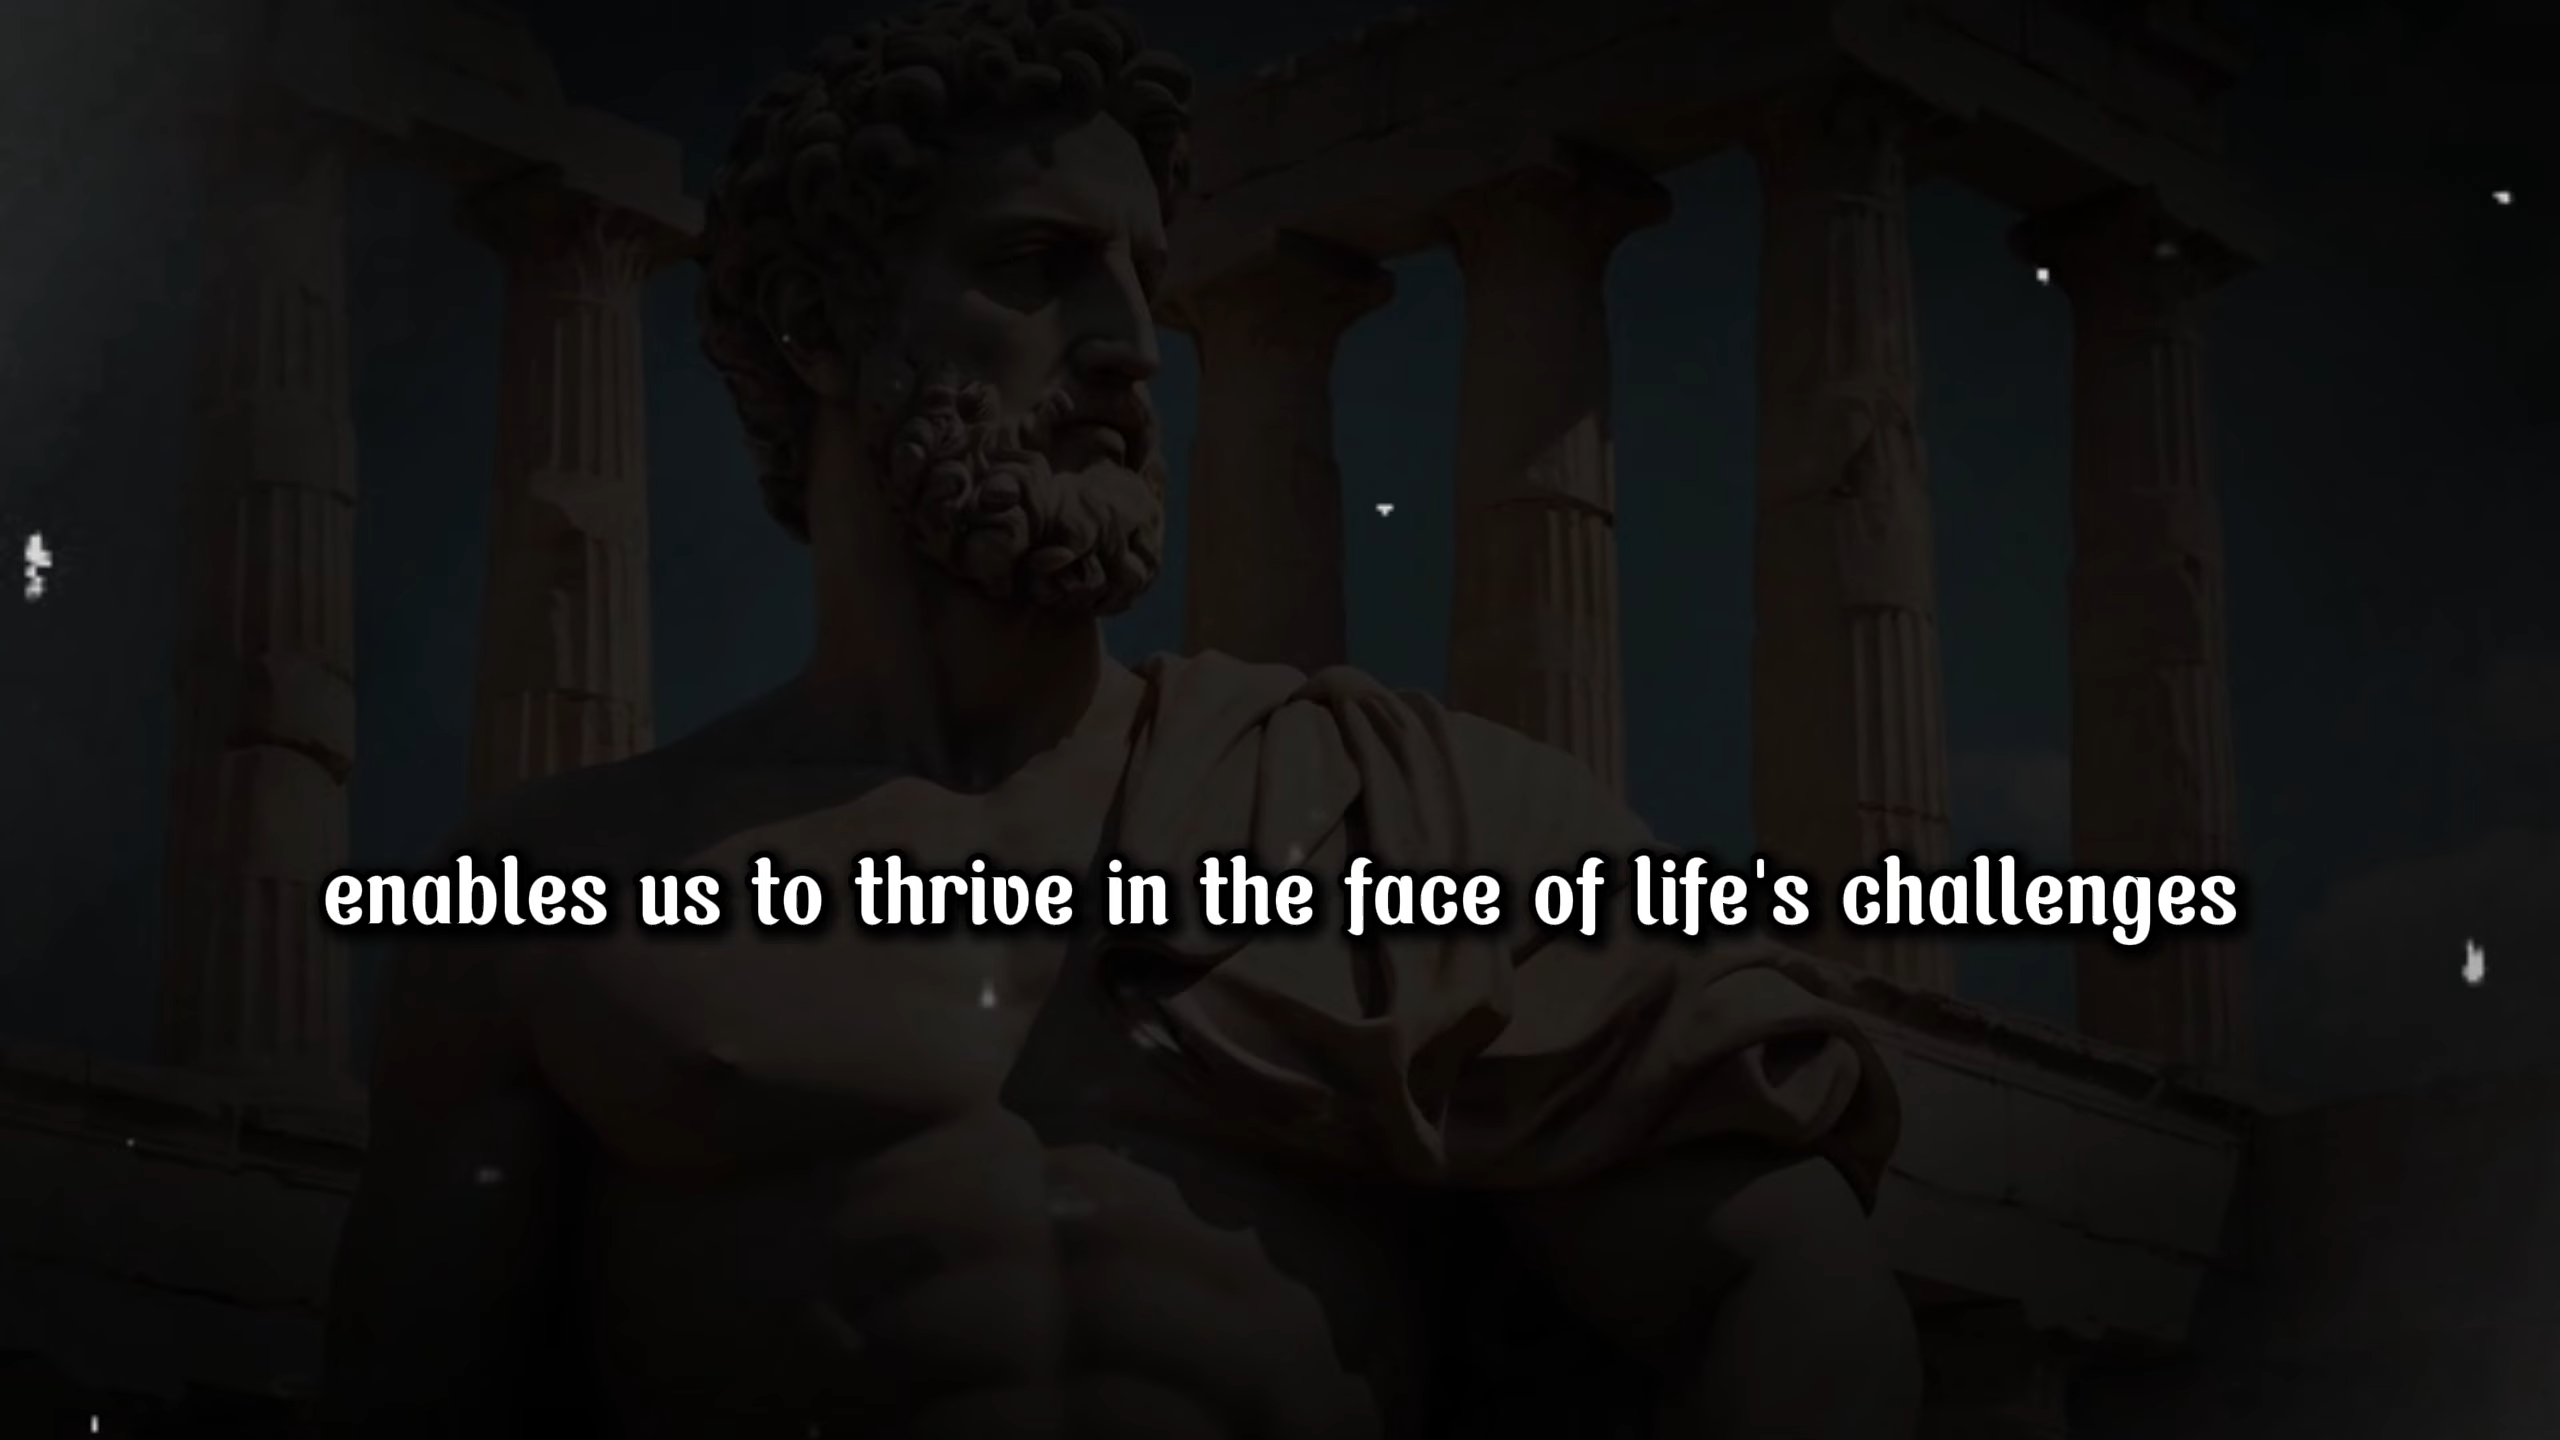 enables us to thrive in the face of life's challenges